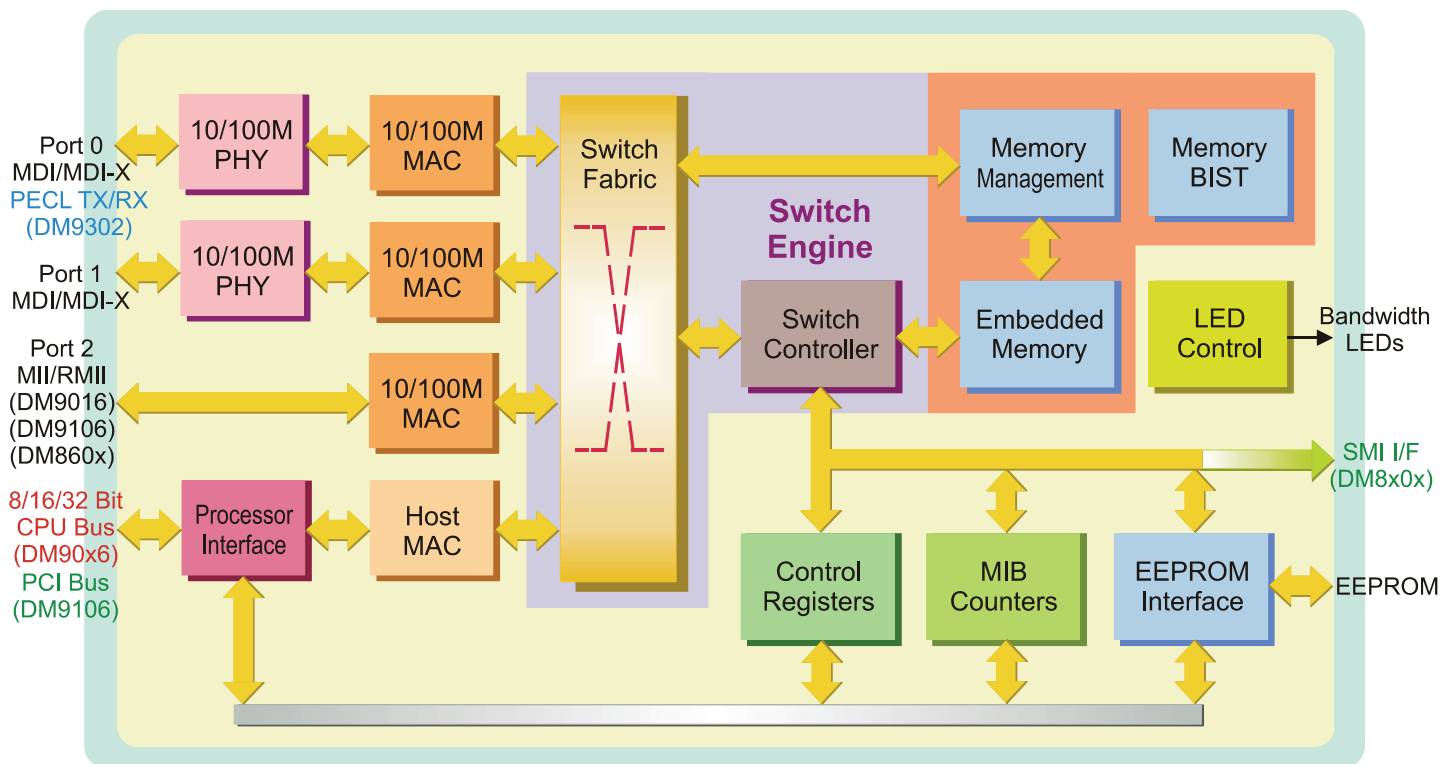 Port 0
MDI/MDI-X
PECL TX/RX
(DM9302)
10/100M
PHY
10/100M
MAC
Switch
Fabric
Memory
Management
Memory
BIST
Switch
Engine
Port 1
MDI/MDI-X
10/100M
PHY
10/100M
MAC
Switch
Controller
Embedded
Memory
LED
Control
Bandwidth
LEDs
Port 2
MII/RMII
(DM9016)
(DM9106)
(DM860x)
10/100M
MAC
SMI I/F
(DM8x0x)
8/16/32 Bit
CPU Bus
(DM90x6)
PCI Bus
(DM9106)
Processor
Interface
Host
MAC
Control
Registers
MIB
Counters
EEPROM
Interface
EEPROM